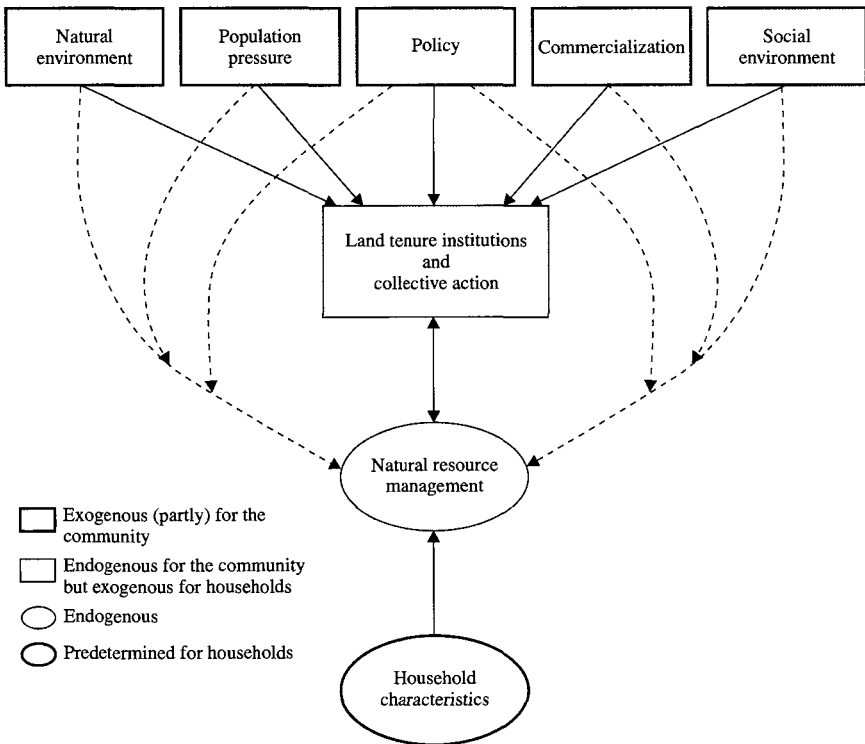 Natural
environment
Population
pressure
Policy
Commercialization
Social
environment
Land tenure institutions
and
collective action
Natural resource
management
Exogenous (partly) for the
community
Endogenous for the community
but exogenous for households
Endogenous
Predetermined for households
Household
characteristics